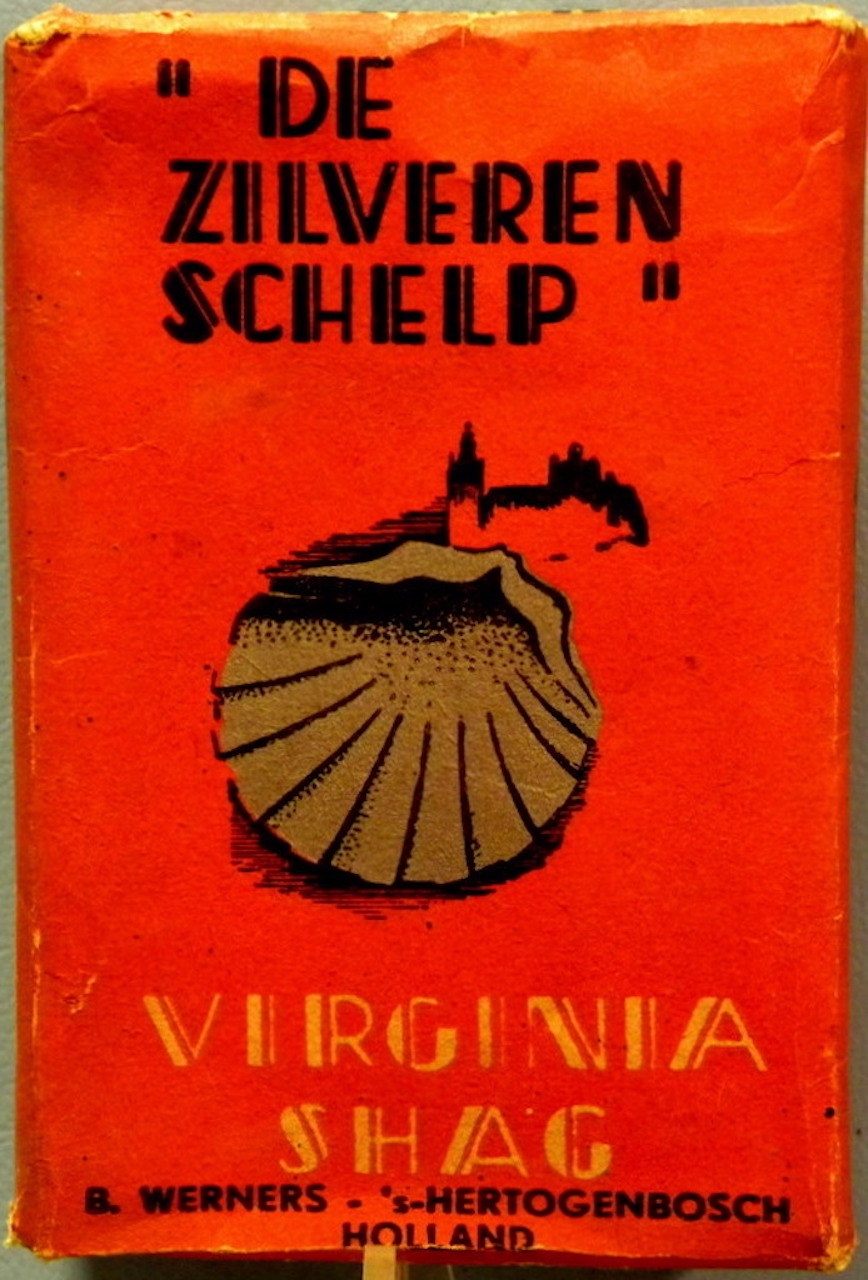 " DE
ZILVEREN
SCHELP "
VIRGINIA
SHAG
B. WERNERS - 's-HERTOGENBOSCH
HOLLAND